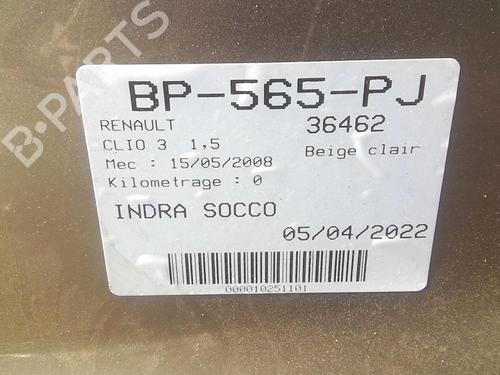 B-PARTS
BP-565-PJ
RENAULT 36462
CLIO 3 1,5 Beige clair
Mec : 15/05/2008
Kilometrage : 0
INDRA SOCCO
05/04/2022
000010251101